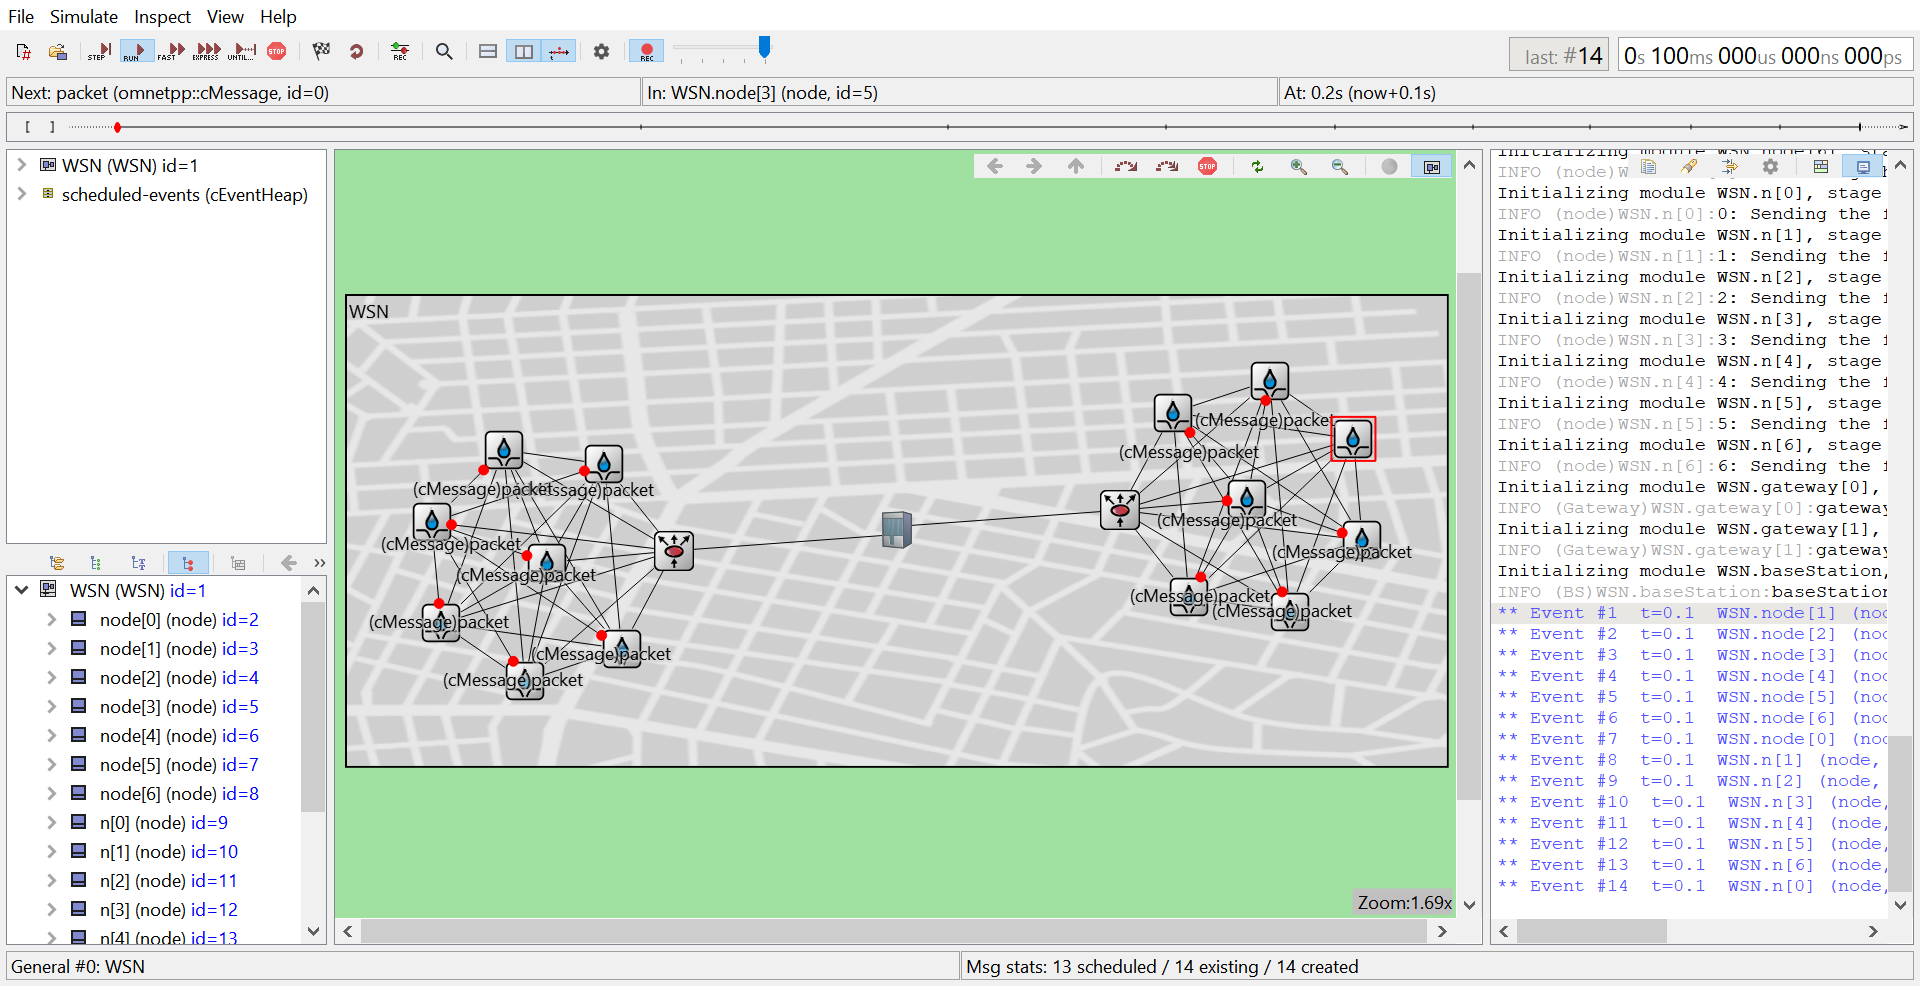 File Simulate Inspect View Help
STEP RUN FAST EXPRESS UNTIL... STOP REC REC
last: #14 0s 100ms 000us 000ns 000ps
Next: packet (omnetpp::cMessage, id=0) In: WSN.node[3] (node, id=5) At: 0.2s (now+0.1s)
[ ]
WSN (WSN) id=1
scheduled-events (cEventHeap)
WSN (WSN) id=1
node[0] (node) id=2
node[1] (node) id=3
node[2] (node) id=4
node[3] (node) id=5
node[4] (node) id=6
node[5] (node) id=7
node[6] (node) id=8
n[0] (node) id=9
n[1] (node) id=10
n[2] (node) id=11
n[3] (node) id=12
n[4] (node) id=13
STOP
WSN
(cMessage)packet
(cMessage)packet
(cMessage)packet
(cMessage)packet
(cMessage)packet
(cMessage)packet
(cMessage)packet
(cMessage)packet
(cMessage)packet
(cMessage)packet
(cMessage)packet
(cMessage)packet
(cMessage)packet
Zoom:1.69x
Initializing module WSN.node[6], sta
INFO (node)W
Initializing module WSN.n[0], stage
INFO (node)WSN.n[0]:0: Sending the f
Initializing module WSN.n[1], stage
INFO (node)WSN.n[1]:1: Sending the f
Initializing module WSN.n[2], stage
INFO (node)WSN.n[2]:2: Sending the f
Initializing module WSN.n[3], stage
INFO (node)WSN.n[3]:3: Sending the f
Initializing module WSN.n[4], stage
INFO (node)WSN.n[4]:4: Sending the f
Initializing module WSN.n[5], stage
INFO (node)WSN.n[5]:5: Sending the f
Initializing module WSN.n[6], stage
INFO (node)WSN.n[6]:6: Sending the f
Initializing module WSN.gateway[0],
INFO (Gateway)WSN.gateway[0]:gateway
Initializing module WSN.gateway[1],
INFO (Gateway)WSN.gateway[1]:gateway
Initializing module WSN.baseStation,
INFO (BS)WSN.baseStation:baseStation
** Event #1 t=0.1 WSN.node[1] (nod
** Event #2 t=0.1 WSN.node[2] (nod
** Event #3 t=0.1 WSN.node[3] (nod
** Event #4 t=0.1 WSN.node[4] (nod
** Event #5 t=0.1 WSN.node[5] (nod
** Event #6 t=0.1 WSN.node[6] (nod
** Event #7 t=0.1 WSN.node[0] (nod
** Event #8 t=0.1 WSN.n[1] (node,
** Event #9 t=0.1 WSN.n[2] (node,
** Event #10 t=0.1 WSN.n[3] (node,
** Event #11 t=0.1 WSN.n[4] (node,
** Event #12 t=0.1 WSN.n[5] (node,
** Event #13 t=0.1 WSN.n[6] (node,
** Event #14 t=0.1 WSN.n[0] (node,
General #0: WSN Msg stats: 13 scheduled / 14 existing / 14 created